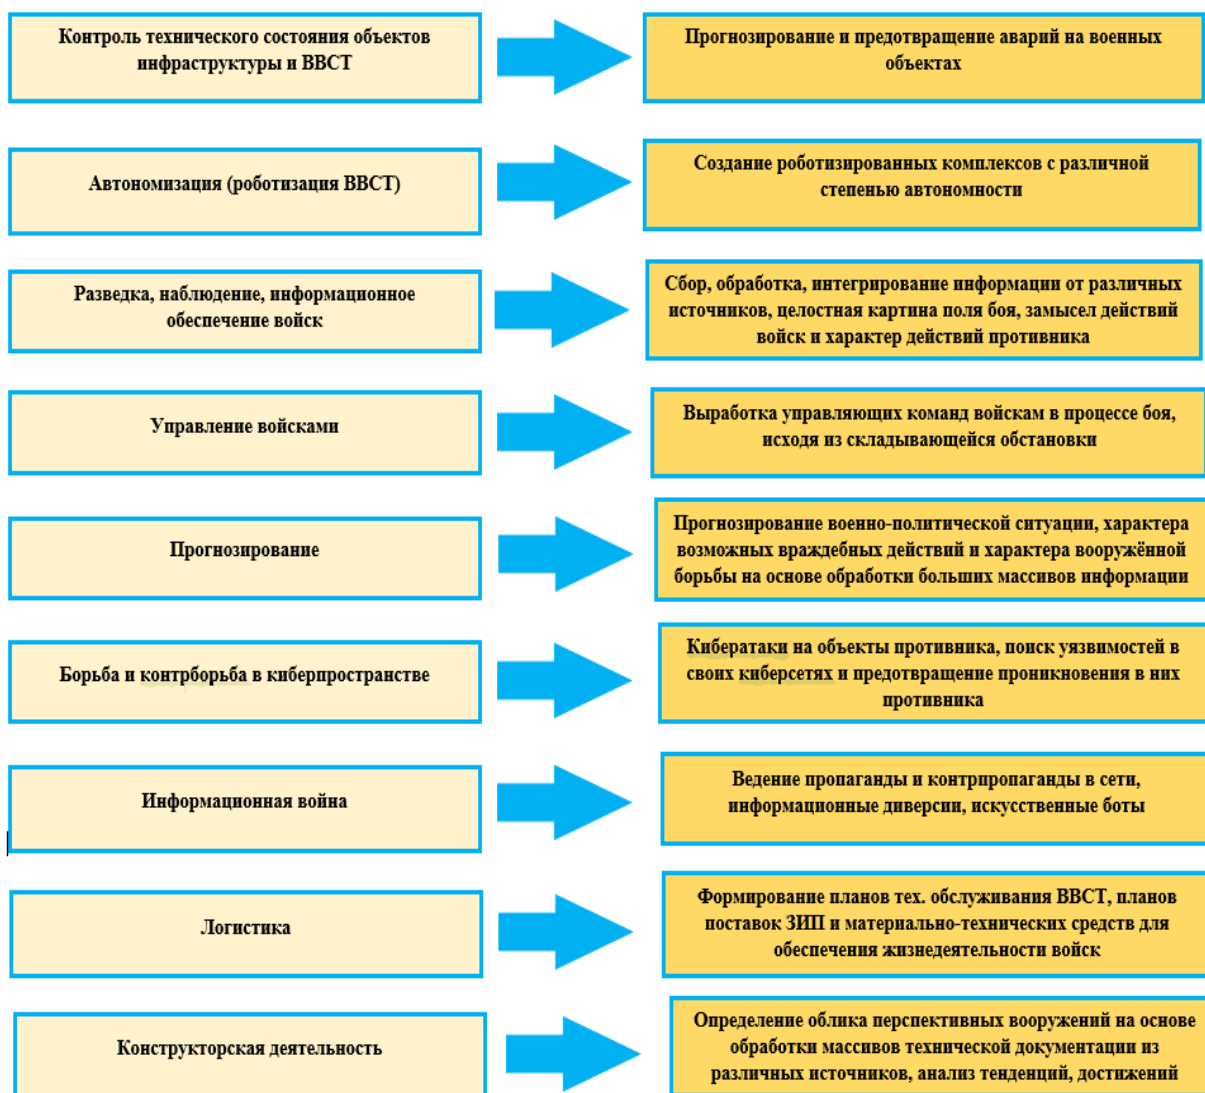 Контроль технического состояния объектов
инфраструктуры и ВВСТ
Прогнозирование и предотвращение аварий на военных
объектах
Автономизация (роботизация ВВСТ)
Создание роботизированных комплексов с различной
степенью автономности
Разведка, наблюдение, информационное
обеспечение войск
Сбор, обработка, интегрирование информации от различных
источников, целостная картина поля боя, замысел действий
войск и характер действий противника
Управление войсками
Выработка управляющих команд войскам в процессе боя,
исходя из складывающейся обстановки
Прогнозирование
Прогнозирование военно-политической ситуации, характера
возможных враждебных действий и характера вооружённой
борьбы на основе обработки больших массивов информации
Борьба и контрборьба в киберпространстве
Кибератаки на объекты противника, поиск уязвимостей в
своих киберсетях и предотвращение проникновения в них
противника
Информационная война
Ведение пропаганды и контрпропаганды в сети,
информационные диверсии, искусственные боты
Логистика
Формирование планов тех. обслуживания ВВСТ, планов
поставок ЗИП и материально-технических средств для
обеспечения жизнедеятельности войск
Конструкторская деятельность
Определение облика перспективных вооружений на основе
обработки массивов технической документации из
различных источников, анализ тенденций, достижений